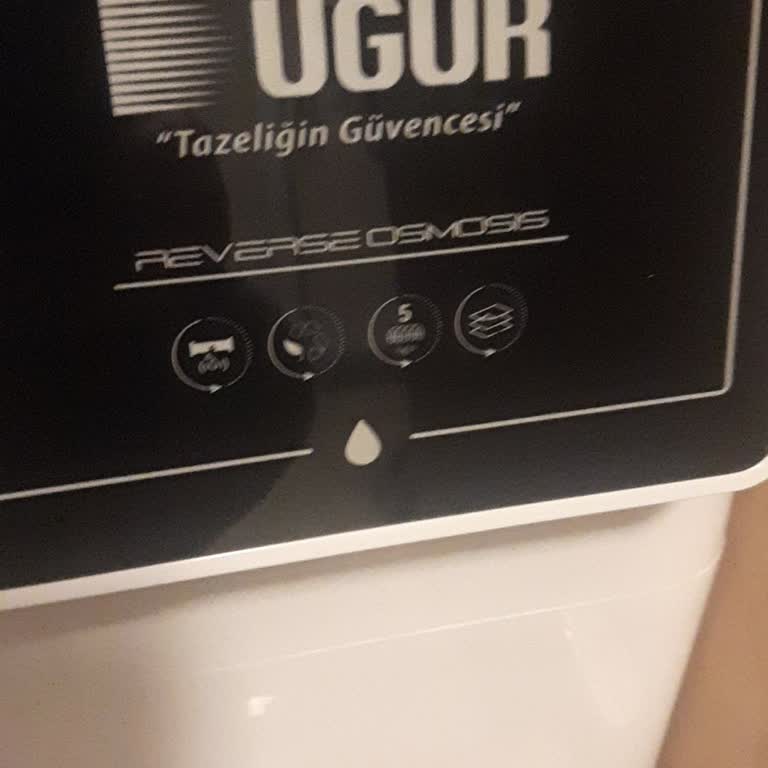 UĞUR
"Tazeliğin Güvencesi"
REVERSE OSMOSIS
5